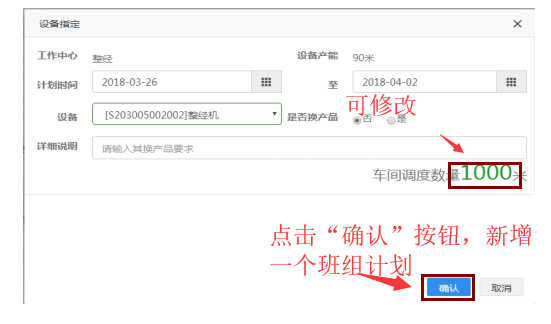 设备指定 ×
工作中心 整经 设备产能 90米
计划时间 2018-03-26 至 2018-04-02
可修改
设备 [S203005002002]整经机 是否换产品 否 是
详细说明 请输入其换产品要求
车间调度数量1000米
点击“确认”按钮，新增
一个班组计划
确认 取消